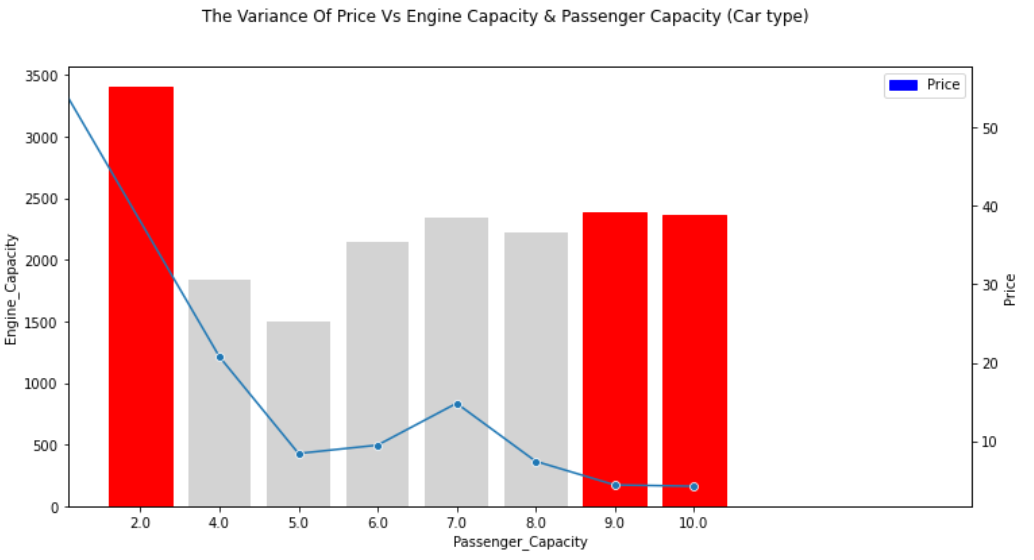 The Variance Of Price Vs Engine Capacity & Passenger Capacity (Car type)
Price
3500
3000
2500
2000
1500
1000
500
0
Engine_Capacity
50
40
30
20
10
Price
2.0 4.0 5.0 6.0 7.0 8.0 9.0 10.0
Passenger_Capacity